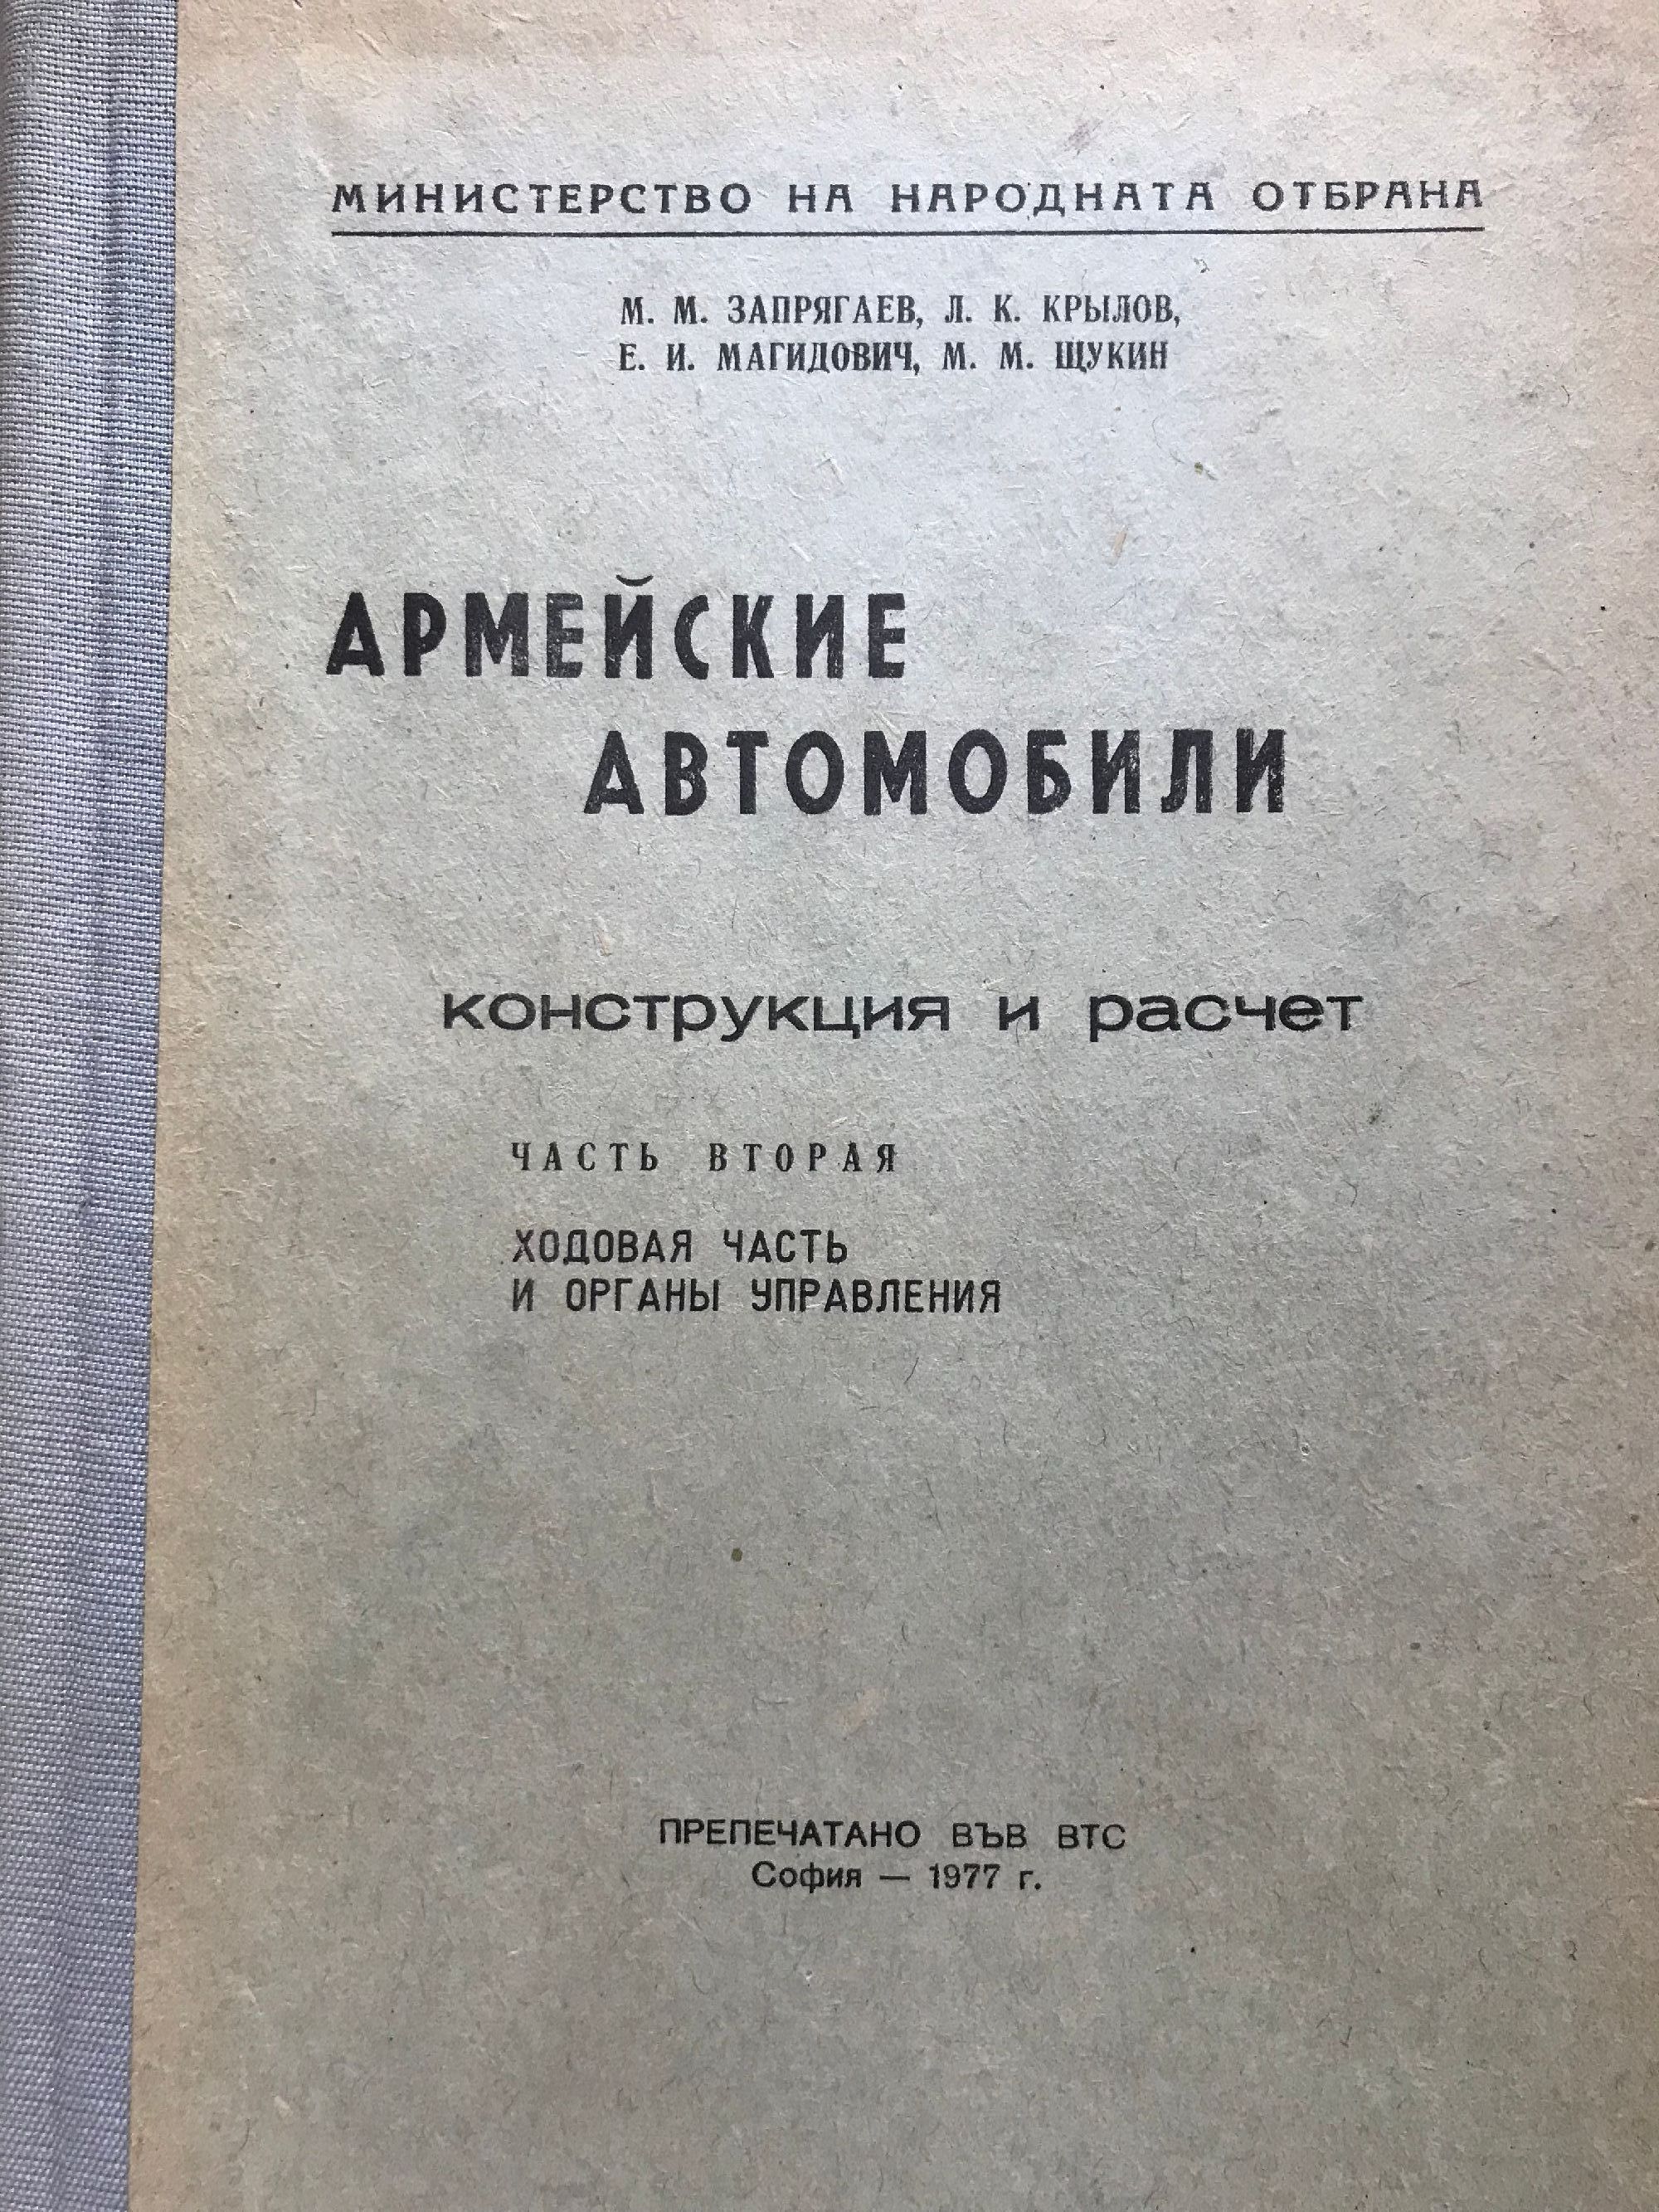 МИНИСТЕРСТВО НА НАРОДНАТА ОТБРАНА
М. М. ЗАПРЯГАЕВ, Л. К. КРЫЛОВ,
Е. И. МАГИДОВИЧ, М. М. ЩУКИН
АРМЕЙСКИЕ
АВТОМОБИЛИ
конструкция и расчет
ЧАСТЬ ВТОРАЯ
ХОДОВАЯ ЧАСТЬ
И ОРГАНЫ УПРАВЛЕНИЯ
ПРЕПЕЧАТАНО ВЪВ ВТС
София — 1977 г.